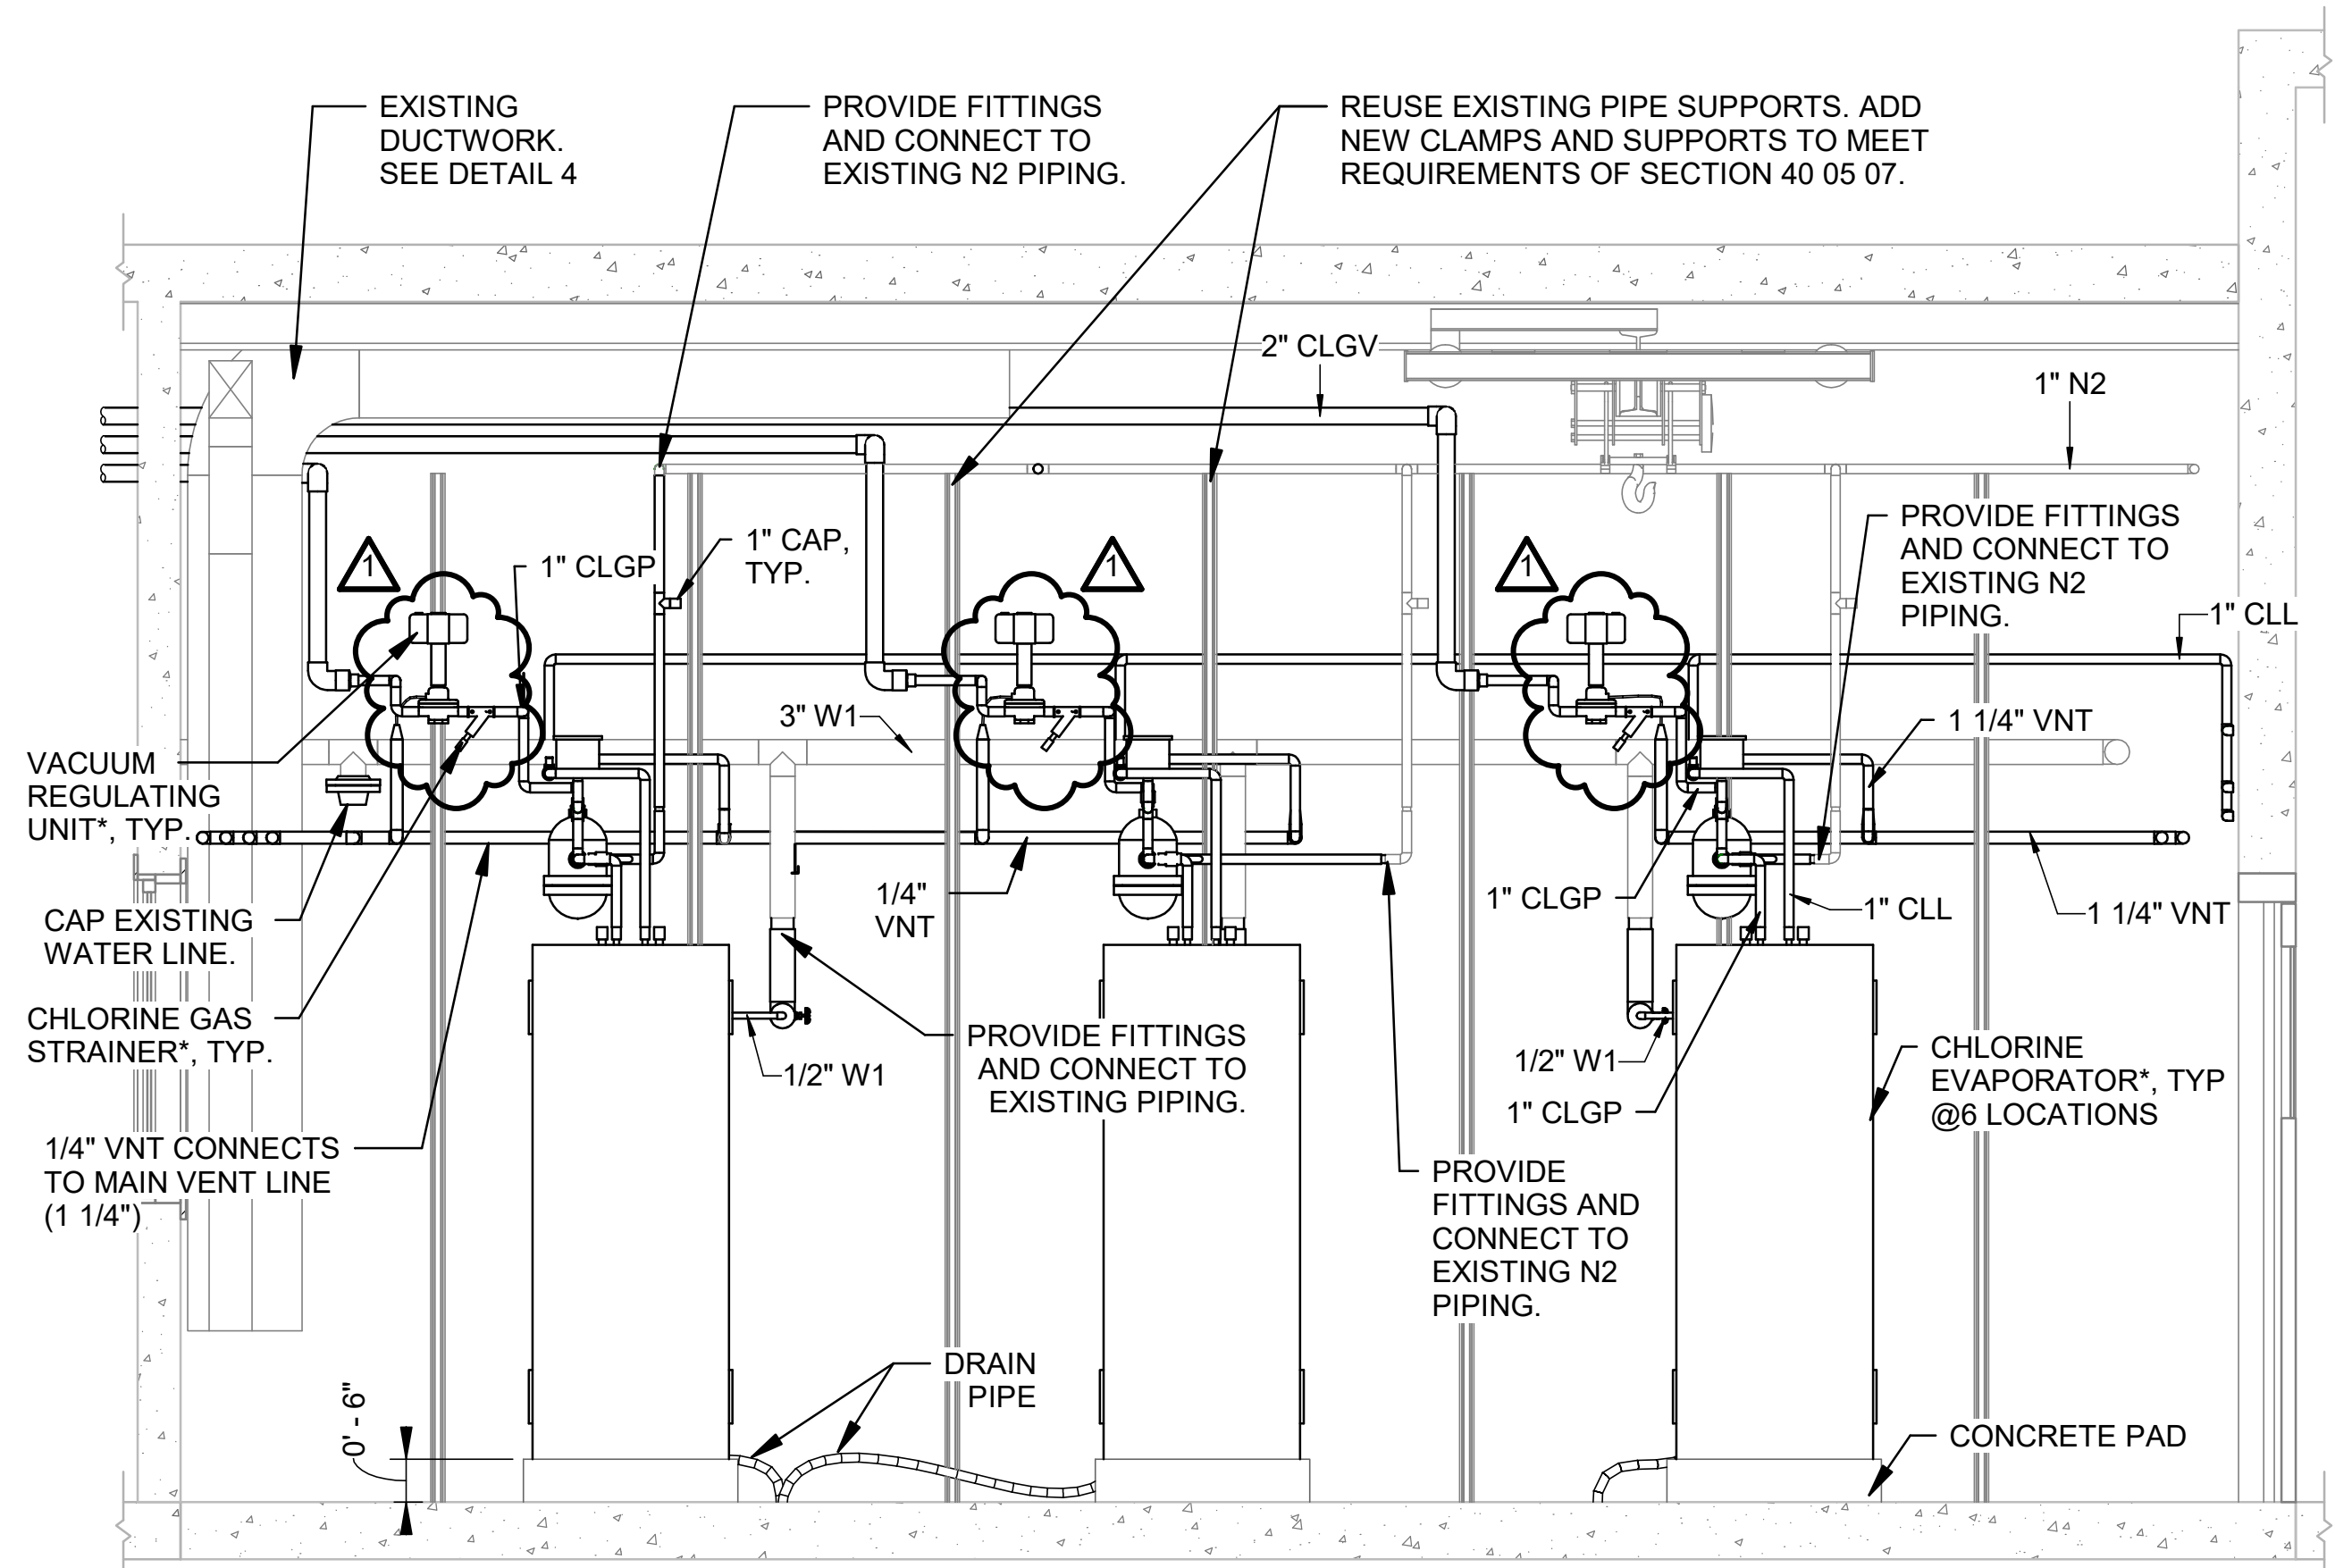 EXISTING
DUCTWORK.
SEE DETAIL 4
PROVIDE FITTINGS
AND CONNECT TO
EXISTING N2 PIPING.
REUSE EXISTING PIPE SUPPORTS. ADD
NEW CLAMPS AND SUPPORTS TO MEET
REQUIREMENTS OF SECTION 40 05 07.
2" CLGV
1" N2
PROVIDE FITTINGS
AND CONNECT TO
EXISTING N2
PIPING.
1
1" CLGP
1" CAP,
TYP.
1
1
1" CLL
3" W1
1 1/4" VNT
VACUUM
REGULATING
UNIT*, TYP.
CAP EXISTING
WATER LINE.
1/4"
VNT
1" CLGP
1" CLL
1 1/4" VNT
CHLORINE GAS
STRAINER*, TYP.
1/2" W1
PROVIDE FITTINGS
AND CONNECT TO
EXISTING PIPING.
1/2" W1
1" CLGP
CHLORINE
EVAPORATOR*, TYP
@6 LOCATIONS
1/4" VNT CONNECTS
TO MAIN VENT LINE
(1 1/4")
PROVIDE
FITTINGS AND
CONNECT TO
EXISTING N2
PIPING.
DRAIN
PIPE
0' - 6"
CONCRETE PAD